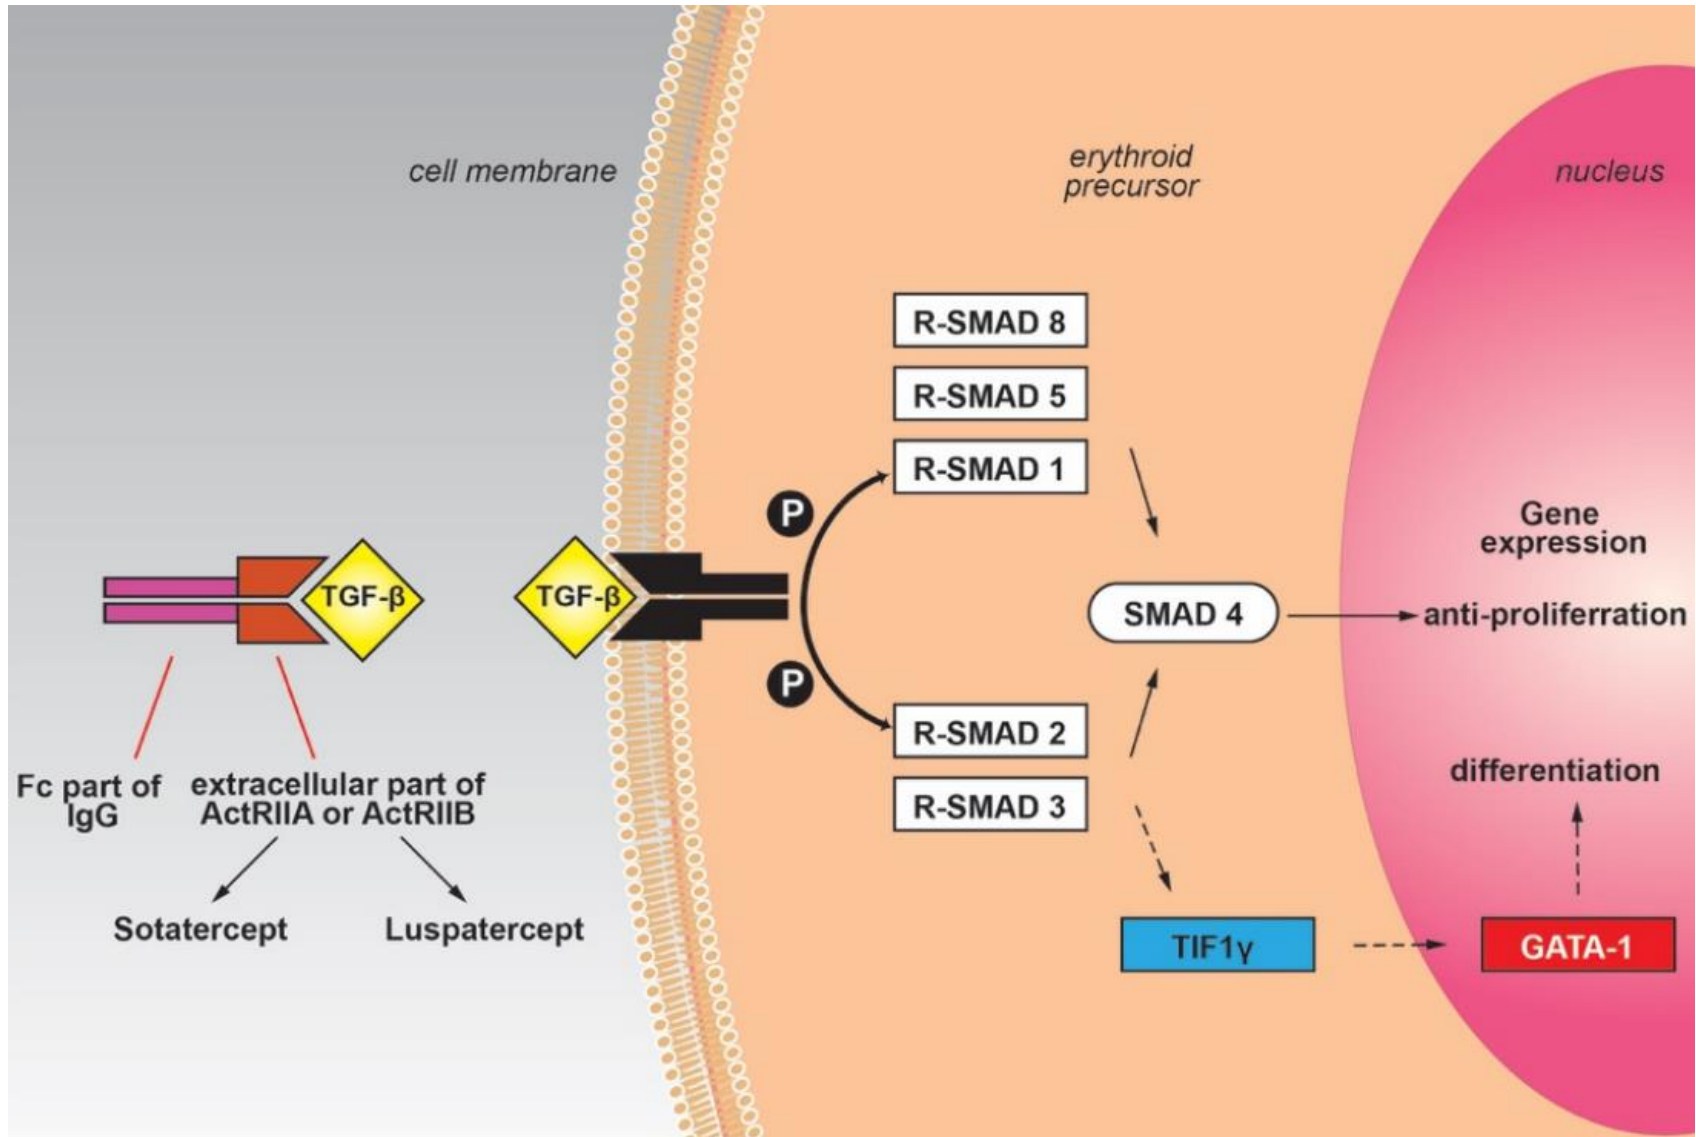 cell membrane
erythroid
precursor
nucleus
R-SMAD 8
R-SMAD 5
R-SMAD 1
P
Gene
expression
TGF-β
TGF-β
SMAD 4
anti-proliferration
P
R-SMAD 2
R-SMAD 3
differentiation
Fc part of
IgG
extracellular part of
ActRIIA or ActRIIB
Sotatercept
Luspatercept
TIF1γ
GATA-1